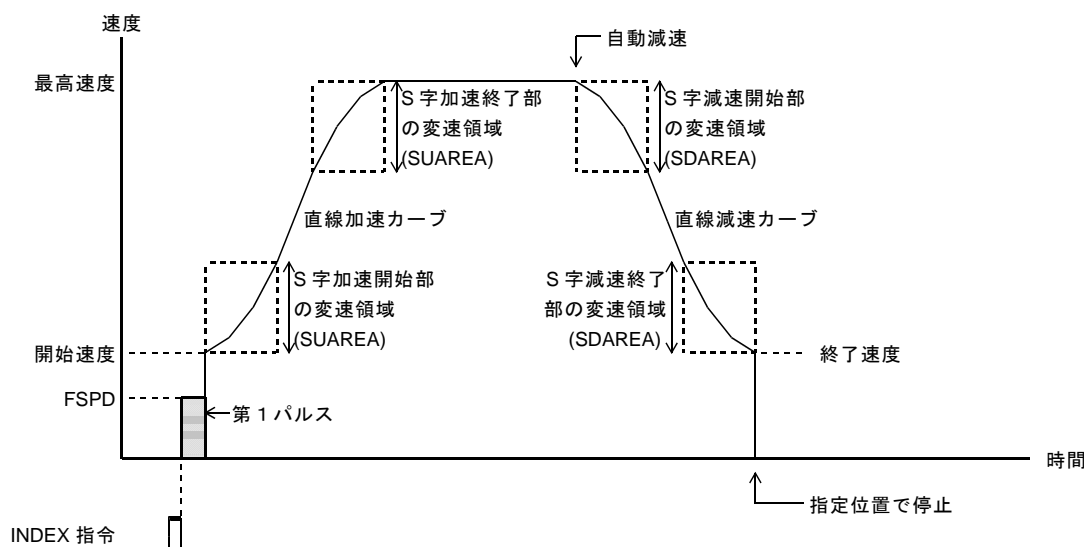 速度
自動減速
最高速度
S 字加速終了部
の変速領域
(SUAREA)
S 字減速開始部
の変速領域
(SDAREA)
直線加速カーブ
直線減速カーブ
S 字加速開始部
の変速領域
(SUAREA)
S 字減速終了
部の変速領域
(SDAREA)
開始速度
終了速度
FSPD
第１パルス
時間
指定位置で停止
INDEX 指令